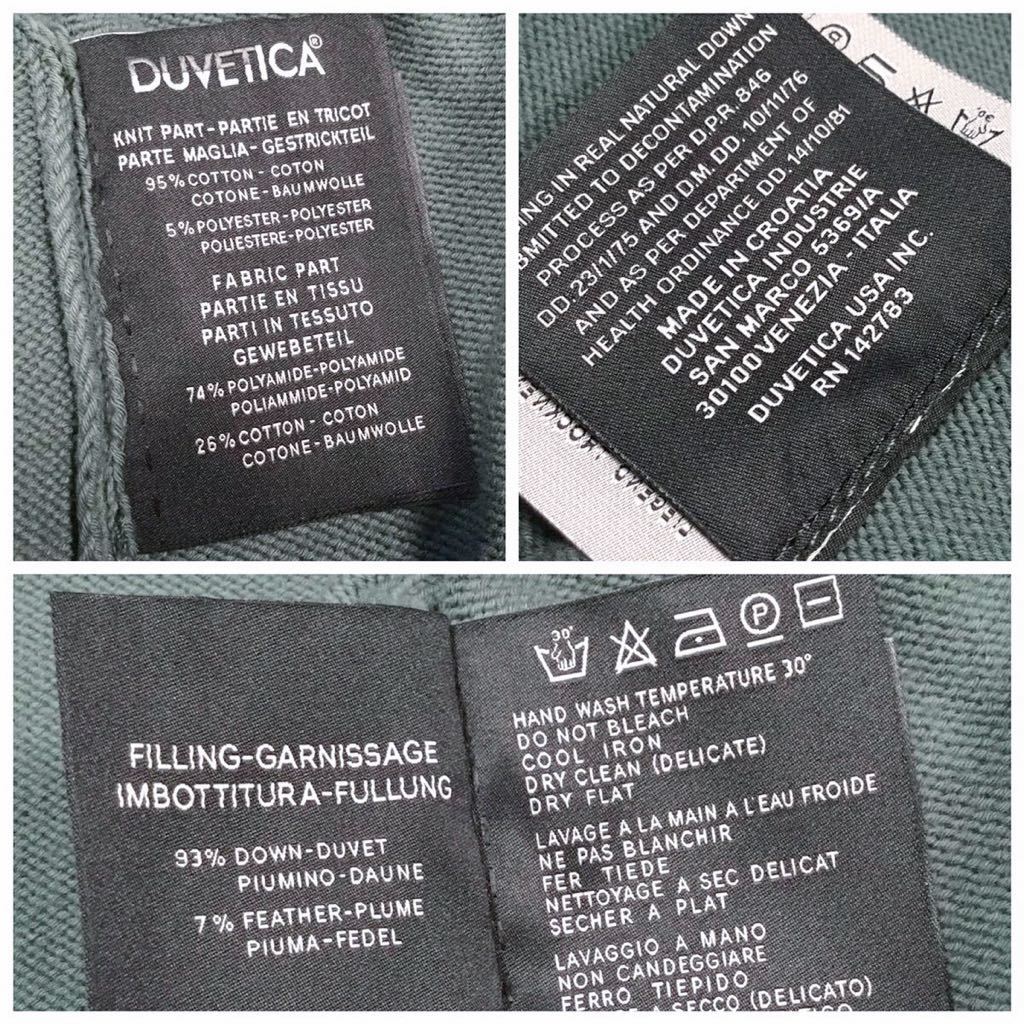 DUVETICA®
KNIT PART-PARTIE EN TRICOT
PARTE MAGLIA-GESTRICKTEIL
95% COTTON - COTON
COTONE-BAUMWOLLE
5% POLYESTER-POLYESTER
POLIESTERE-POLYESTER
FABRIC PART
PARTIE EN TISSU
PARTI IN TESSUTO
GEWEBETEIL
74% POLYAMIDE-POLYAMIDE
POLIAMMIDE-POLYAMID
26% COTTON - COTON
COTONE-BAUMWOLLE
IN REAL NATURAL DOWN
TO DECONTAMINATION
PROCESS AS PER D.P.R. 846
DD. 23/1/75 AND D.M. DD. 10/11/76
AND AS PER DEPARTMENT OF
HEALTH ORDINANCE DD. 14/10/81
MADE IN CROATIA
DUVETICA INDUSTRIE
SAN MARCO 5369/A
30100 VENEZIA - ITALIA
DUVETICA USA INC.
RN 142783
FILLING-GARNISSAGE
IMBOTTITURA-FULLUNG
93% DOWN-DUVET
PIUMINO-DAUNE
7% FEATHER-PLUME
PIUMA-FEDEL
30° P
HAND WASH TEMPERATURE 30°
DO NOT BLEACH
COOL IRON
DRY CLEAN (DELICATE)
DRY FLAT
LAVAGE A LA MAIN A L'EAU FROIDE
NE PAS BLANCHIR
FER TIEDE
NETTOYAGE A SEC DELICAT
SECHER A PLAT
LAVAGGIO A MANO
NON CANDEGGIARE
FERRO TIEPIDO
A SECCO (DELICATO)